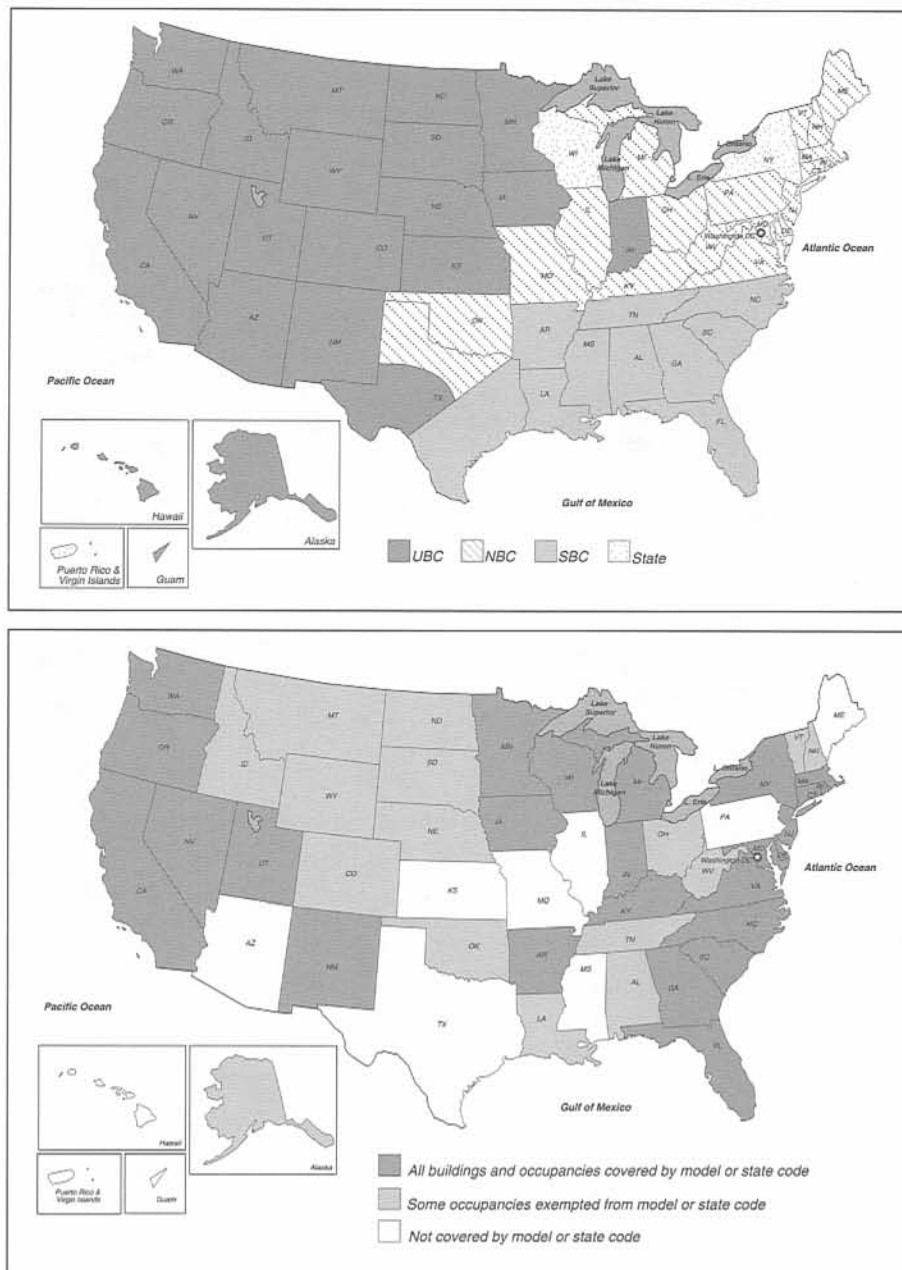 WA
MT
ND
MN
Lake
Superior
ME
OR
ID
SD
WI
Lake
Huron
VT
NH
WY
Lake
Michigan
MI
L. Ontario
NY
MA
NE
IA
L. Erie
PA
NV
UT
CO
IL
IN
OH
NJ
MD
DE
Washington DC
WV
VA
Atlantic Ocean
CA
KS
MO
KY
AZ
NM
OK
AR
TN
NC
SC
MS
AL
GA
Pacific Ocean
TX
LA
FL
Gulf of Mexico
Hawaii
Alaska
Puerto Rico &
Virgin Islands
Guam
UBC
NBC
SBC
State
WA
MT
ND
MN
Lake
Superior
ME
OR
ID
SD
WI
Lake
Huron
VT
NH
WY
Lake
Michigan
MI
L. Ontario
NY
MA
CT
NE
IA
L. Erie
PA
NV
UT
CO
IL
IN
OH
NJ
MD
Washington DC
WV
VA
Atlantic Ocean
CA
KS
MO
KY
AZ
NM
OK
AR
TN
NC
SC
MS
AL
GA
Pacific Ocean
TX
LA
FL
Gulf of Mexico
Hawaii
Alaska
Puerto Rico &
Virgin Islands
Guam
All buildings and occupancies covered by model or state code
Some occupancies exempted from model or state code
Not covered by model or state code